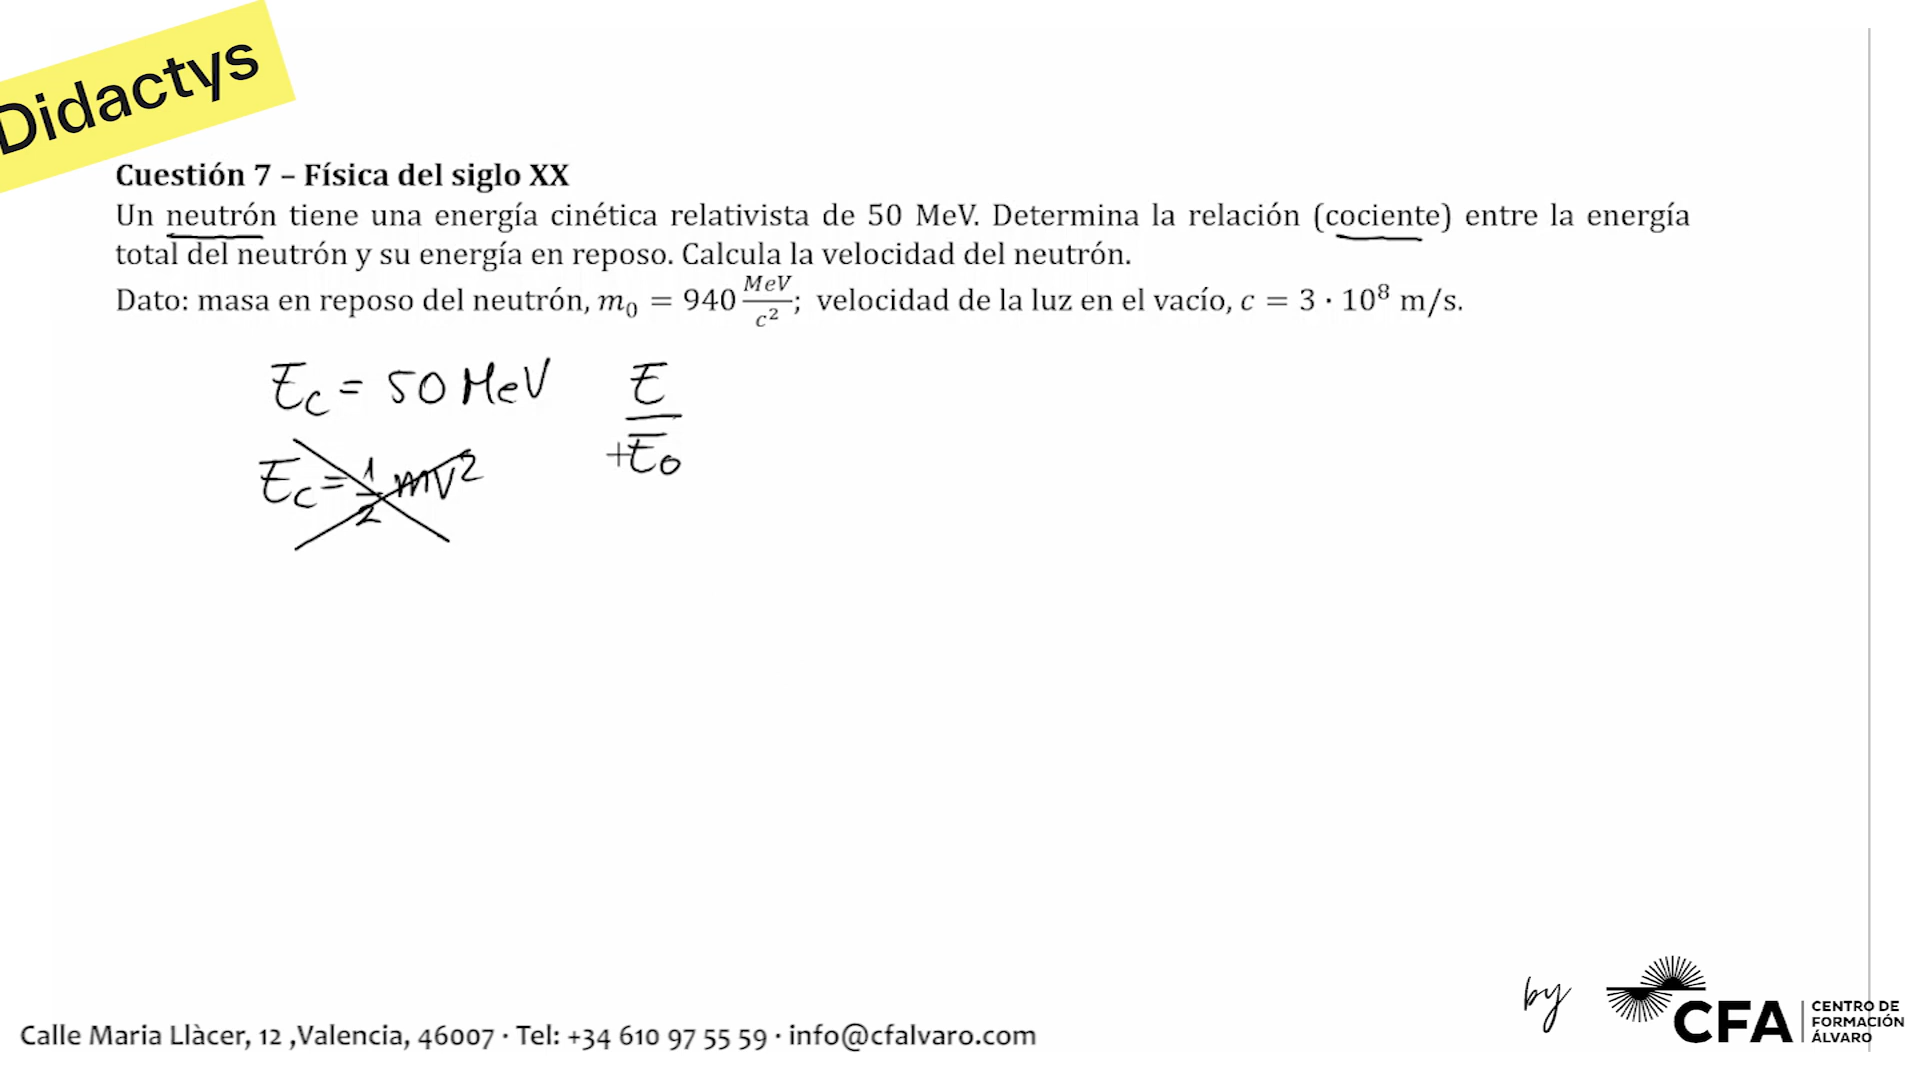 Didactys
Cuestión 7 – Física del siglo XX
Un neutrón tiene una energía cinética relativista de 50 MeV. Determina la relación (cociente) entre la energía
total del neutrón y su energía en reposo. Calcula la velocidad del neutrón.
Dato: masa en reposo del neutrón, m₀ = 940 MeV/c²; velocidad de la luz en el vacío, c = 3 · 10⁸ m/s.
Ec = 50 MeV E/+E₀
Ec = 1/2 mv²
by
CFA
CENTRO DE
FORMACIÓN
ÁLVARO
Calle Maria Llàcer, 12 ,Valencia, 46007 · Tel: +34 610 97 55 59 · info@cfalvaro.com